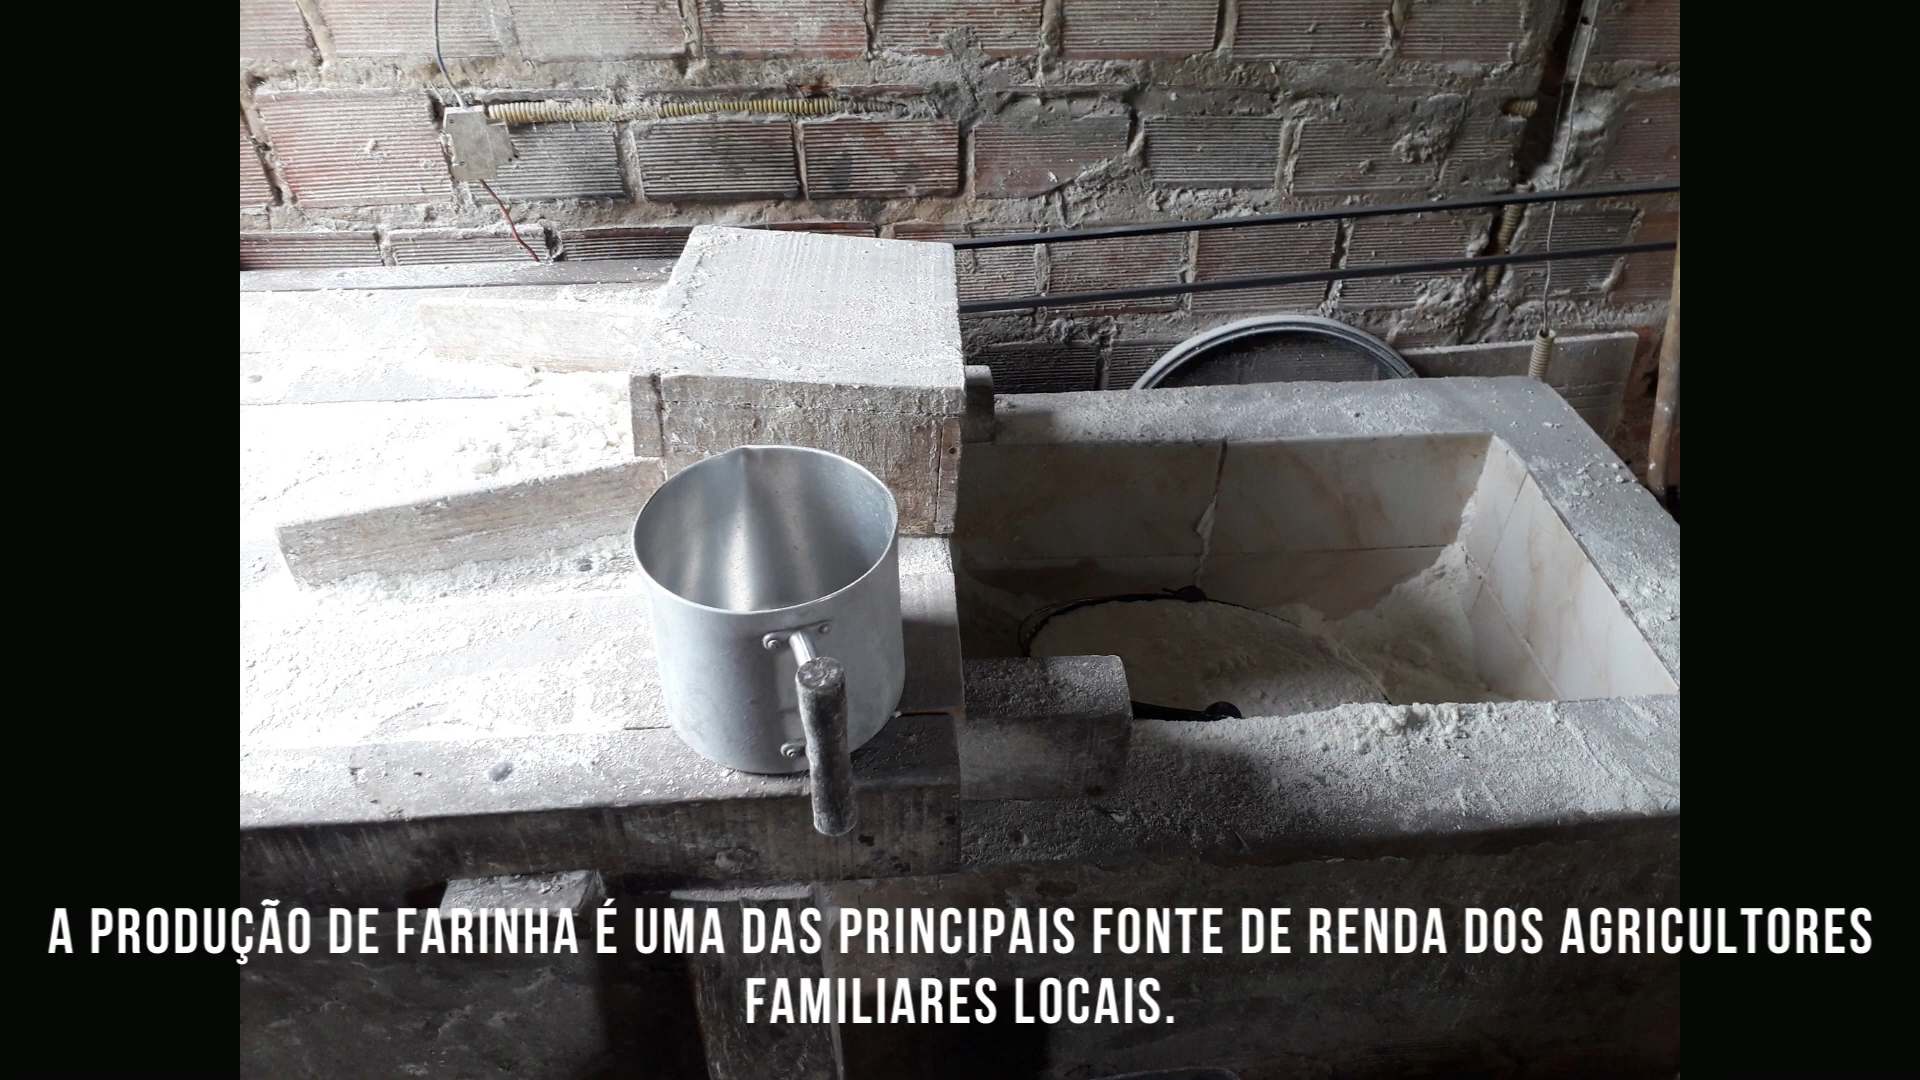 A PRODUÇÃO DE FARINHA É UMA DAS PRINCIPAIS FONTE DE RENDA DOS AGRICULTORES
FAMILIARES LOCAIS.